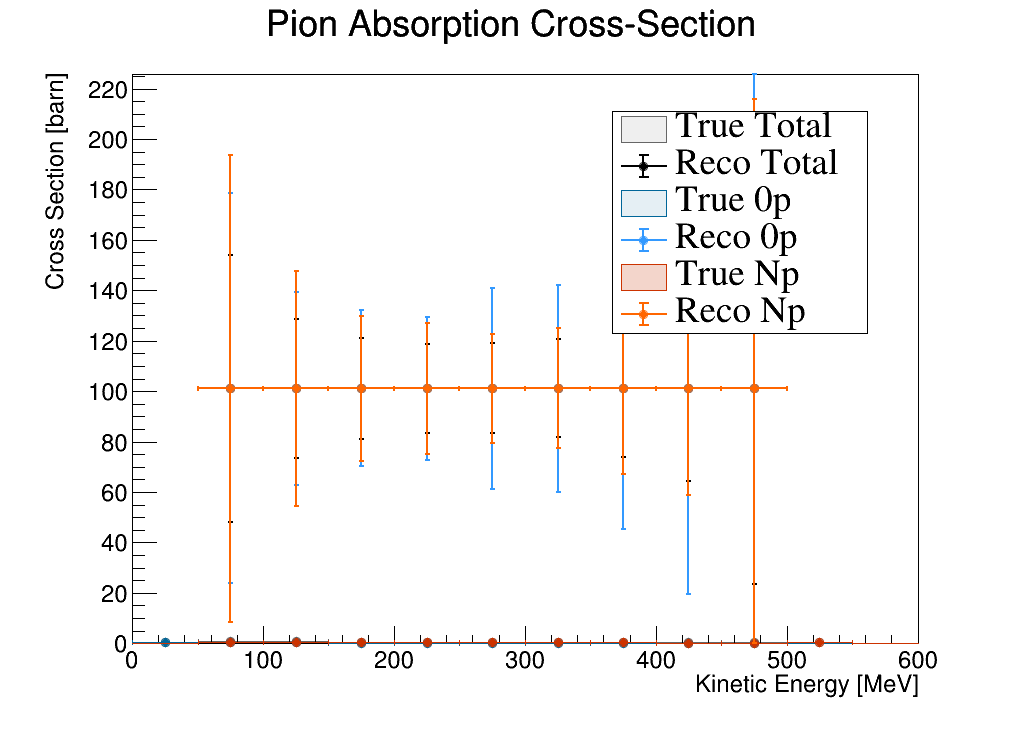 Pion Absorption Cross-Section
Cross Section [barn]
220
200
180
160
140
120
100
80
60
40
20
0
True Total
Reco Total
True 0p
Reco 0p
True Np
Reco Np
0 100 200 300 400 500 600
Kinetic Energy [MeV]